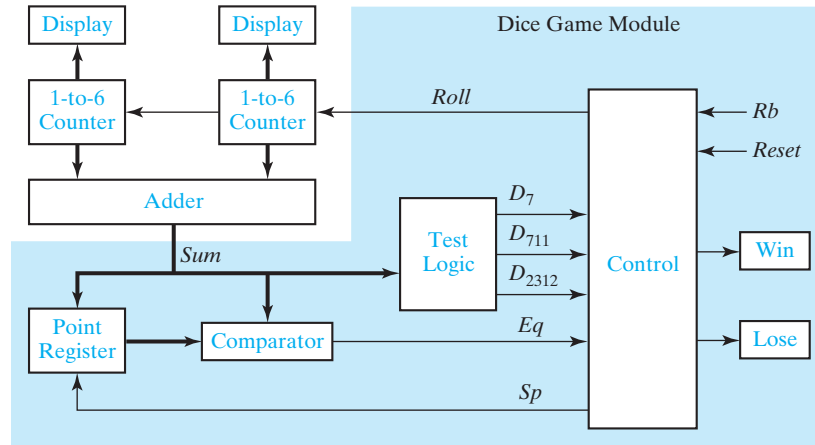 Display
Display
Dice Game Module
1-to-6
Counter
1-to-6
Counter
Roll
Rb
Reset
Adder
D7
Test
Logic
D711
Control
Win
Sum
D2312
Point
Register
Comparator
Eq
Lose
Sp